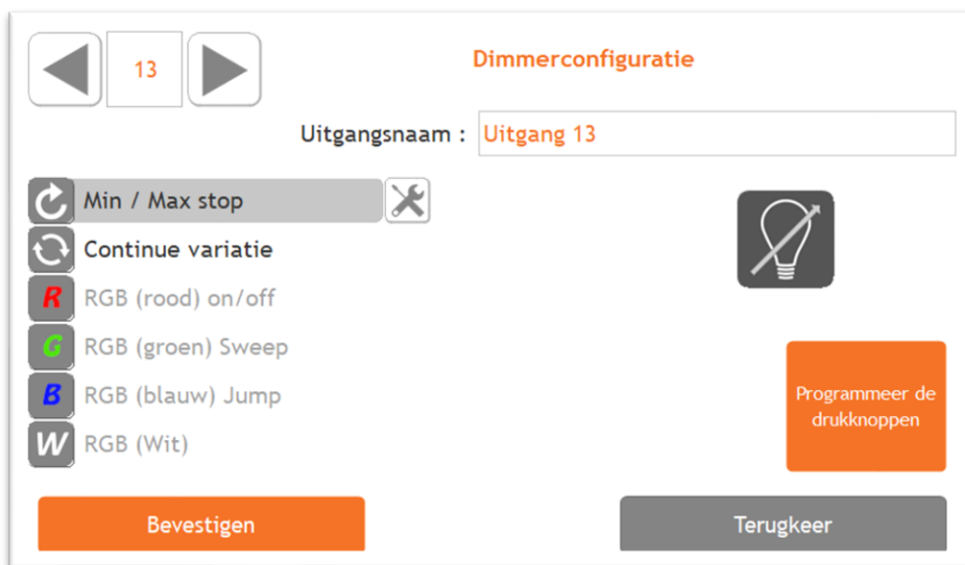 13
Dimmerconfiguratie
Uitgangsnaam : Uitgang 13
Min / Max stop
Continue variatie
R RGB (rood) on/off
G RGB (groen) Sweep
B RGB (blauw) Jump
W RGB (Wit)
Programmeer de
drukknoppen
Bevestigen
Terugkeer